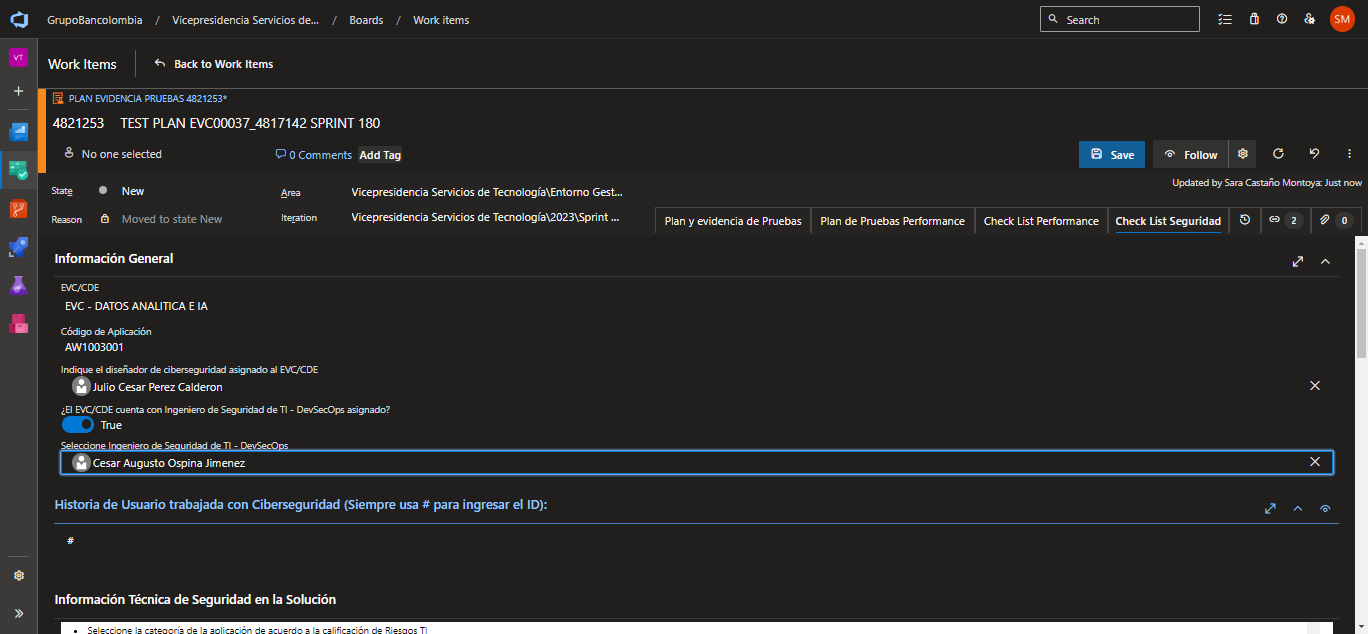 GrupoBancolombia / Vicepresidencia Servicios de... / Boards / Work items
Search
SM
VT
Work Items
Back to Work Items
PLAN EVIDENCIA PRUEBAS 4821253*
4821253 TEST PLAN EVC00037_4817142 SPRINT 180
No one selected
0 Comments
Add Tag
Save
Follow
Updated by Sara Castaño Montoya: Just now
State New
Area Vicepresidencia Servicios de Tecnología\Entorno Gest...
Reason Moved to state New
Iteration Vicepresidencia Servicios de Tecnología\2023\Sprint ...
Plan y evidencia de Pruebas
Plan de Pruebas Performance
Check List Performance
Check List Seguridad
2
0
Información General
EVC/CDE
EVC - DATOS ANALITICA E IA
Código de Aplicación
AW1003001
Indique el diseñador de ciberseguridad asignado al EVC/CDE
Julio Cesar Perez Calderon
¿El EVC/CDE cuenta con Ingeniero de Seguridad de TI - DevSecOps asignado?
True
Seleccione Ingeniero de Seguridad de TI - DevSecOps
Cesar Augusto Ospina Jimenez
Historia de Usuario trabajada con Ciberseguridad (Siempre usa # para ingresar el ID):
#
Información Técnica de Seguridad en la Solución
• Seleccione la categoría de la aplicación de acuerdo a la calificación de Riesgos TI